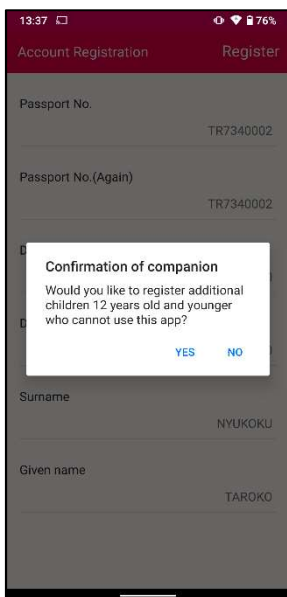 13:37 76%
Account Registration Register
Passport No.
TR7340002
Passport No.(Again)
TR7340002
D
Confirmation of companion
Would you like to register additional
children 12 years old and younger
who cannot use this app?
D
YES NO
Surname
NYUKOKU
Given name
TAROKO